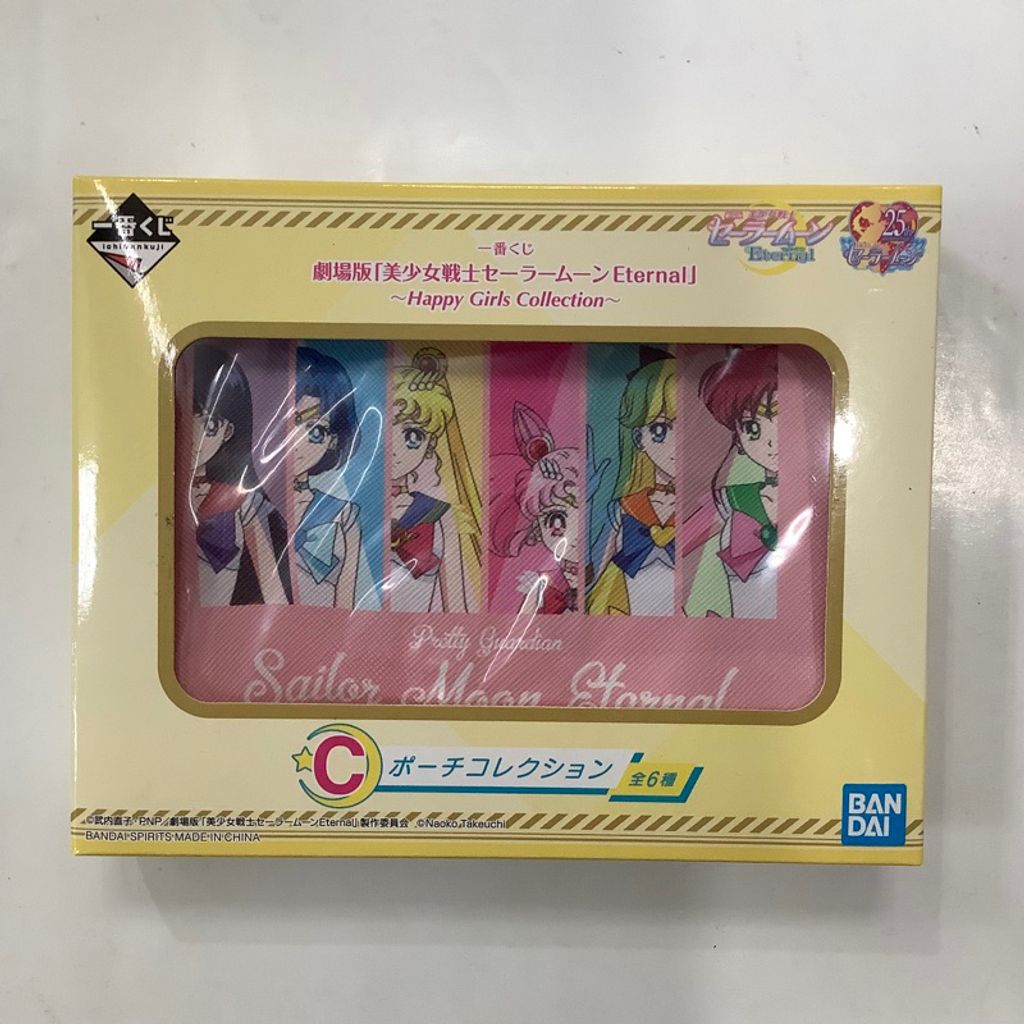 一番くじ
ichibankuji
一番くじ
劇場版「美少女戦士セーラームーンEternal」
～Happy Girls Collection～
セーラームーン
Eternal
25th
セーラームーン
Pretty Guardian
Sailor Moon Eternal
C ポーチコレクション 全6種
©武内直子・PNP／劇場版「美少女戦士セーラームーンEternal」製作委員会 ©Naoko Takeuchi
BANDAI SPIRITS MADE IN CHINA
BAN
DAI